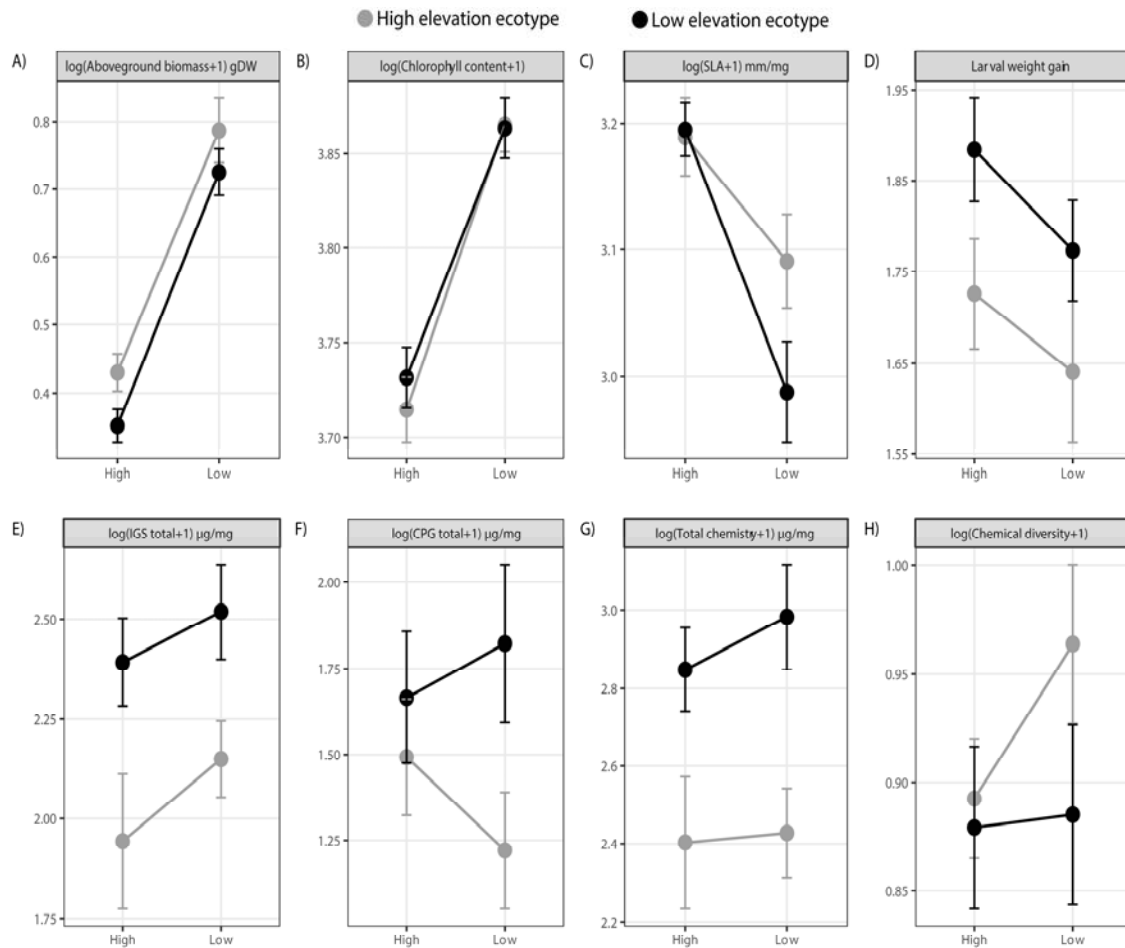 High elevation ecotype Low elevation ecotype
A) log(Aboveground biomass+1) gDW
0.8
0.7
0.6
0.5
0.4
High Low
B) log(Chlorophyll content+1)
3.85
3.80
3.75
3.70
High Low
C) log(SLA+1) mm/mg
3.2
3.1
3.0
High Low
D) Larval weight gain
1.95
1.85
1.75
1.65
1.55
High Low
E) log(IGS total+1) µg/mg
2.50
2.25
2.00
1.75
High Low
F) log(CPG total+1) µg/mg
2.00
1.75
1.50
1.25
High Low
G) log(Total chemistry+1) µg/mg
3.0
2.8
2.6
2.4
2.2
High Low
H) log(Chemical diversity+1)
1.00
0.95
0.90
0.85
High Low